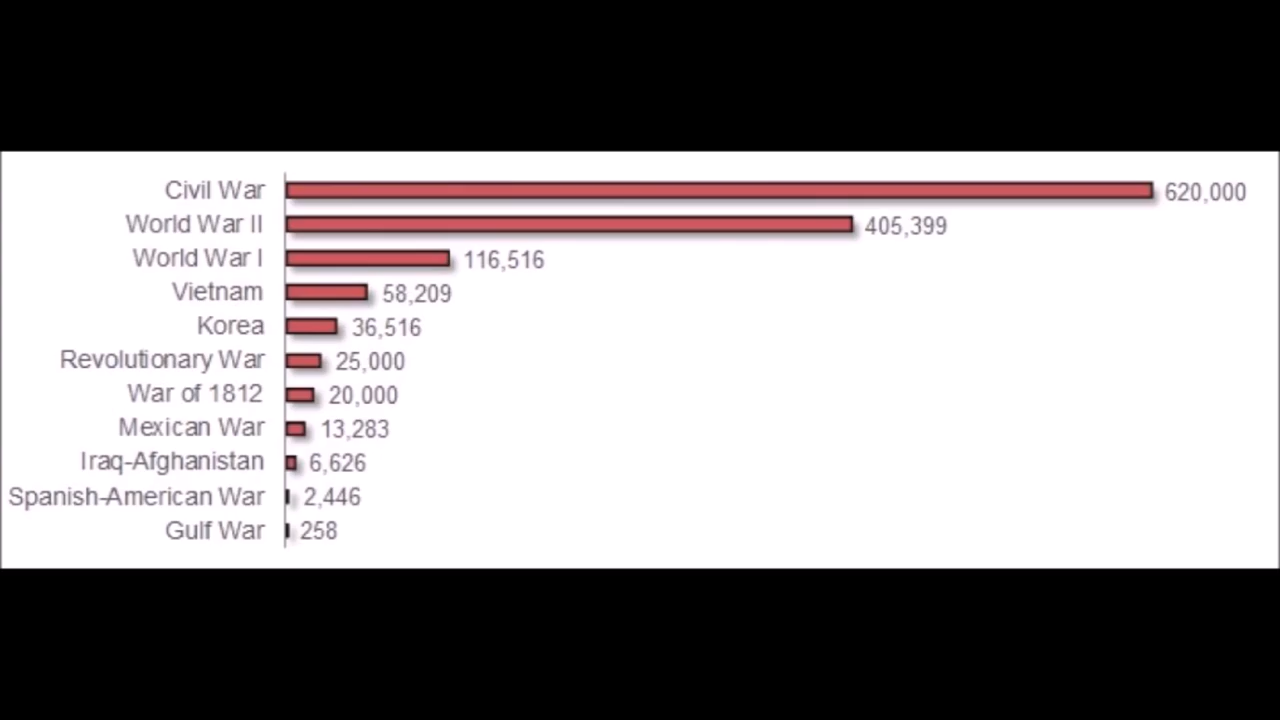 Civil War 620,000
World War II 405,399
World War I 116,516
Vietnam 58,209
Korea 36,516
Revolutionary War 25,000
War of 1812 20,000
Mexican War 13,283
Iraq-Afghanistan 6,626
Spanish-American War 2,446
Gulf War 258